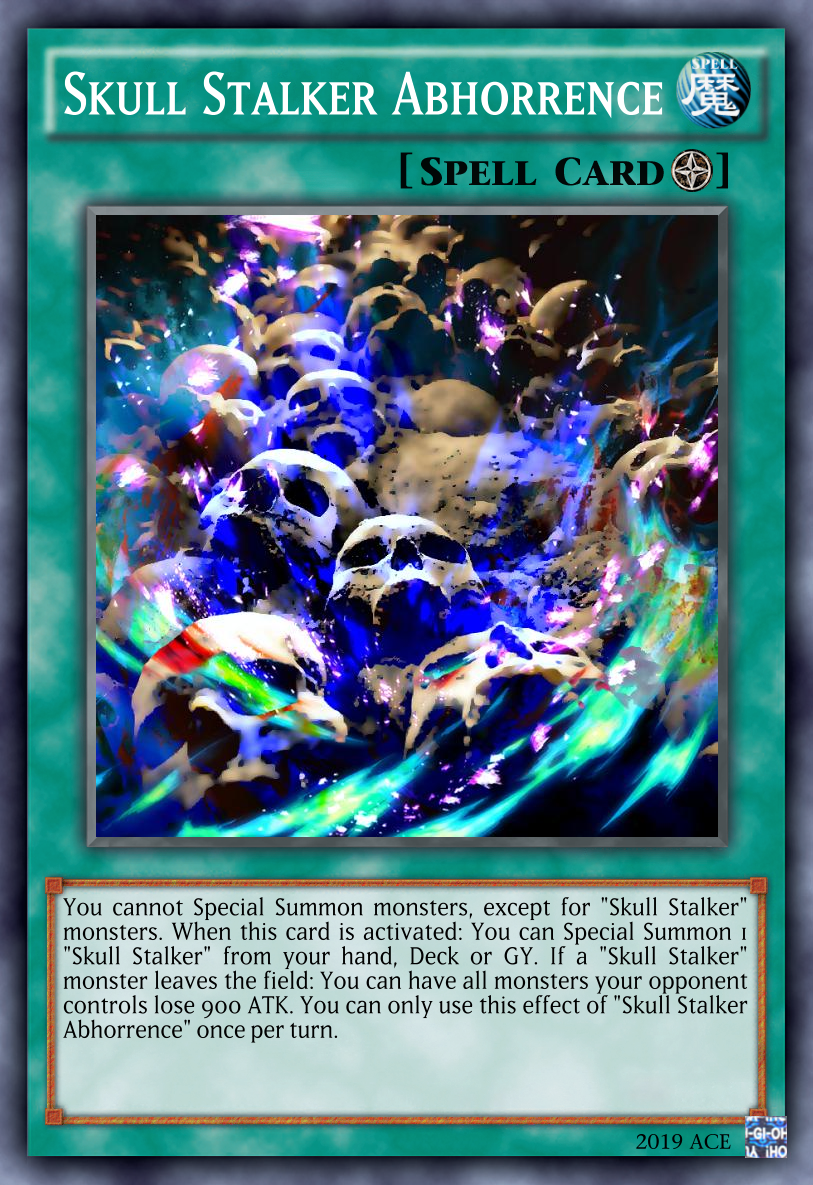 Skull Stalker Abhorrence
SPELL
魔
[Spell Card]
You cannot Special Summon monsters, except for "Skull Stalker"
monsters. When this card is activated: You can Special Summon 1
"Skull Stalker" from your hand, Deck or GY. If a "Skull Stalker"
monster leaves the field: You can have all monsters your opponent
controls lose 900 ATK. You can only use this effect of "Skull Stalker
Abhorrence" once per turn.
2019 ACE
-GI-OH